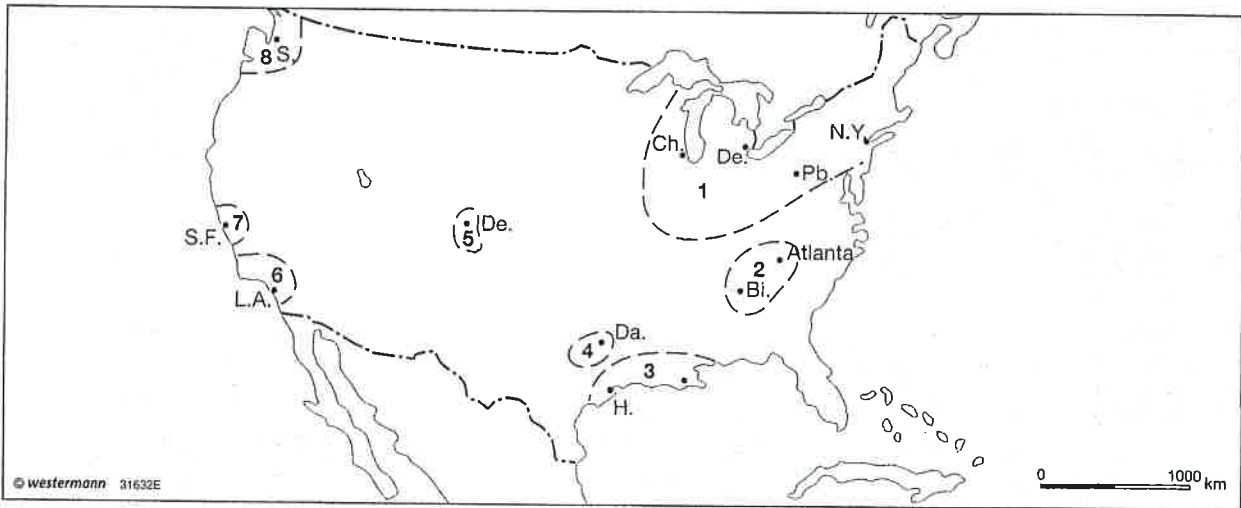 8 S.
N.Y.
Ch. De.
Pb.
1
7
S.F.
5 De.
Atlanta
2
6
Bi.
L.A.
Da.
4
3
H.
© westermann 31632E
0 1000 km